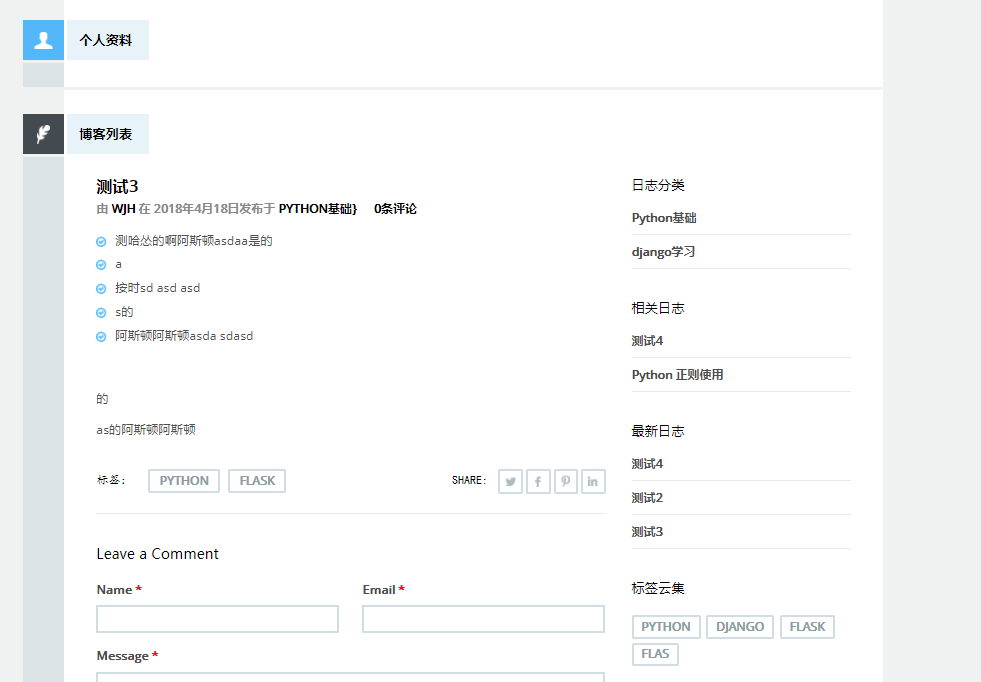 个人资料
博客列表
测试3
由 WJH 在 2018年4月18日发布于 PYTHON基础} 0条评论
测哈怂的啊阿斯顿asdaa是的
a
按时sd asd asd
s的
阿斯顿阿斯顿asda sdasd
的
as的阿斯顿阿斯顿
标签: PYTHON FLASK SHARE:
Leave a Comment
Name * Email *
Message *
日志分类
Python基础
django学习
相关日志
测试4
Python 正则使用
最新日志
测试4
测试2
测试3
标签云集
PYTHON DJANGO FLASK
FLAS